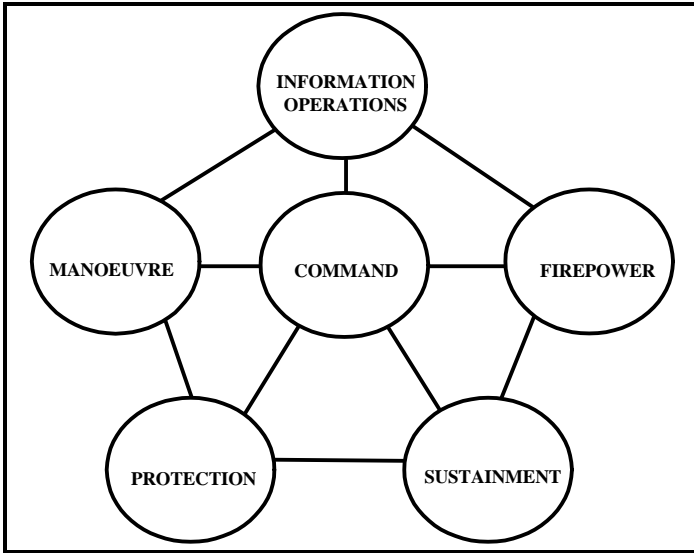 INFORMATION
OPERATIONS
MANOEUVRE
COMMAND
FIREPOWER
PROTECTION
SUSTAINMENT